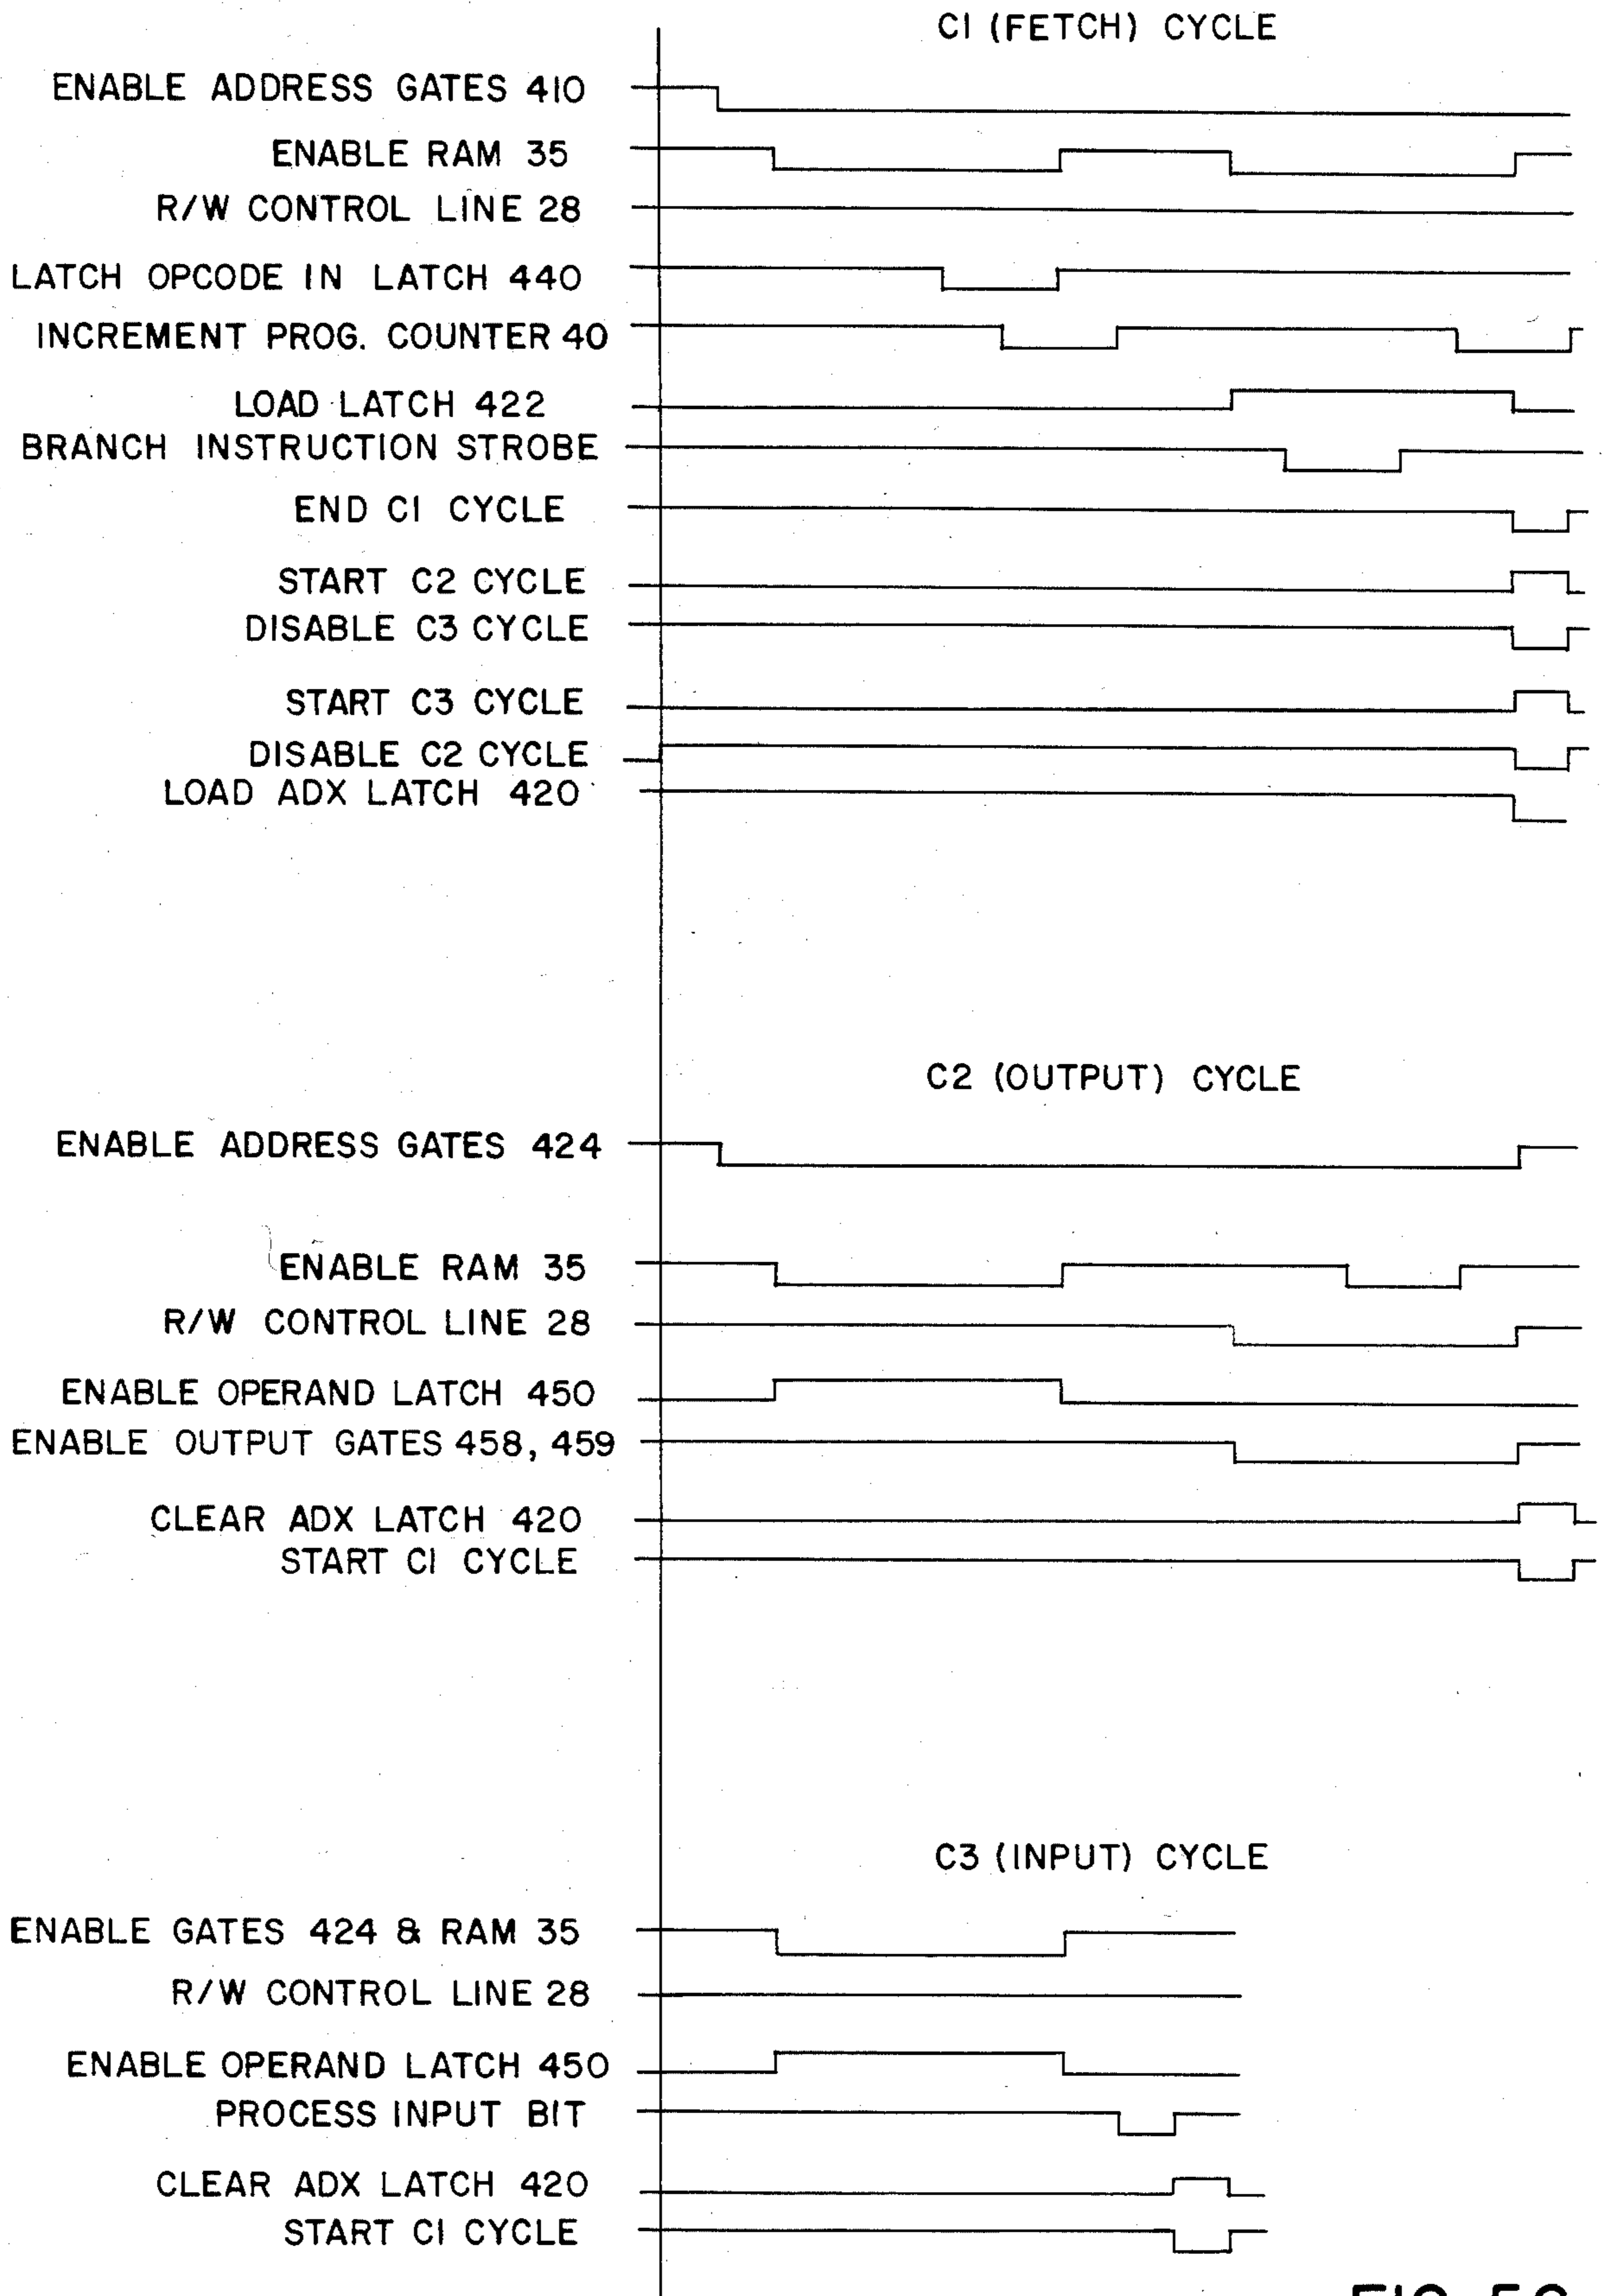 C1 (FETCH) CYCLE
ENABLE ADDRESS GATES 410
ENABLE RAM 35
R/W CONTROL LINE 28
LATCH OPCODE IN LATCH 440
INCREMENT PROG. COUNTER 40
LOAD LATCH 422
BRANCH INSTRUCTION STROBE
END C1 CYCLE
START C2 CYCLE
DISABLE C3 CYCLE
START C3 CYCLE
DISABLE C2 CYCLE
LOAD ADX LATCH 420
C2 (OUTPUT) CYCLE
ENABLE ADDRESS GATES 424
ENABLE RAM 35
R/W CONTROL LINE 28
ENABLE OPERAND LATCH 450
ENABLE OUTPUT GATES 458, 459
CLEAR ADX LATCH 420
START C1 CYCLE
C3 (INPUT) CYCLE
ENABLE GATES 424 & RAM 35
R/W CONTROL LINE 28
ENABLE OPERAND LATCH 450
PROCESS INPUT BIT
CLEAR ADX LATCH 420
START C1 CYCLE